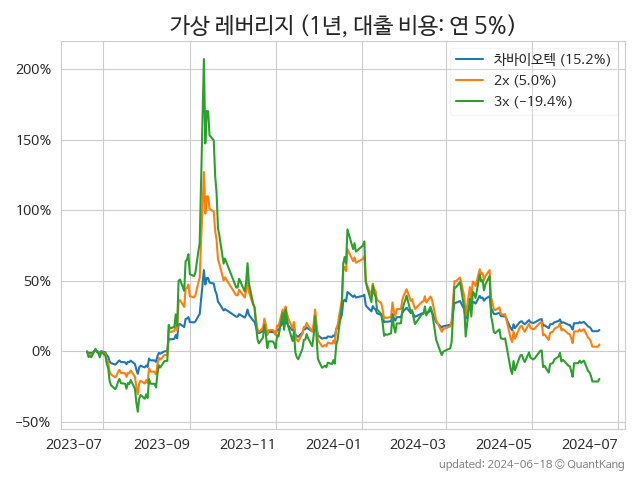 가상 레버리지 (1년, 대출 비용: 연 5%)
차바이오텍 (15.2%)
2x (5.0%)
3x (−19.4%)
200%
150%
100%
50%
0%
−50%
2023-07 2023-09 2023-11 2024-01 2024-03 2024-05 2024-07
updated: 2024-06-18 © QuantKang